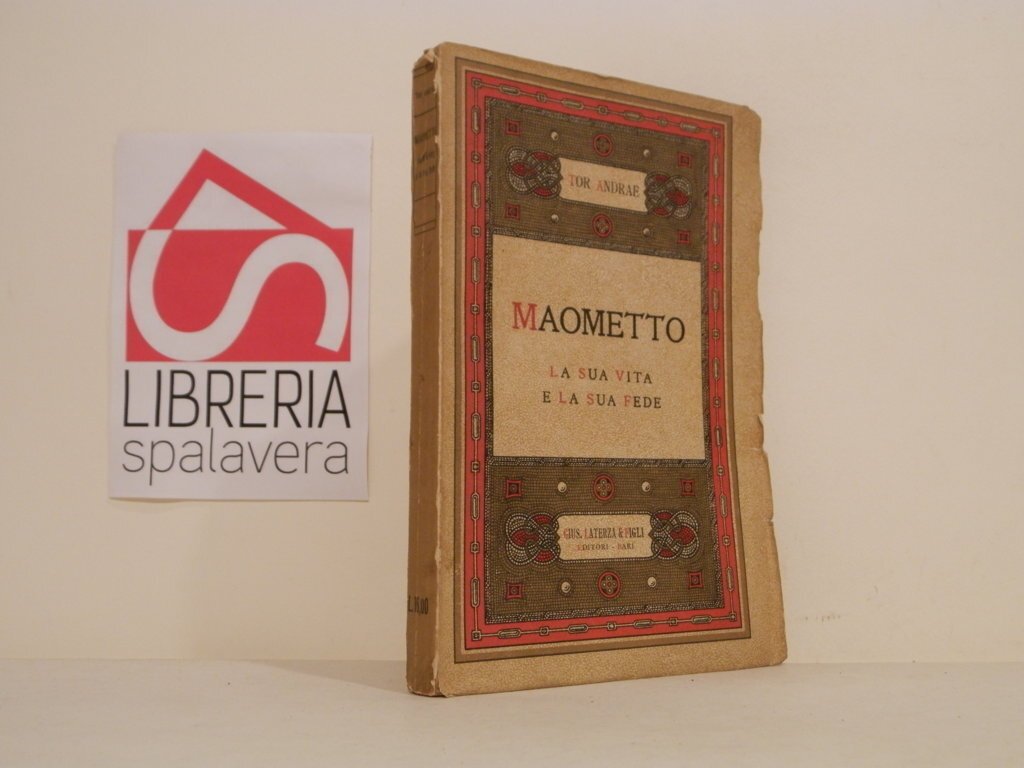 LIBRERIA
spalavera
TOR ANDRAE
MAOMETTO
LA SUA VITA
E LA SUA FEDE
GIUS. LATERZA & FIGLI
EDITORI - BARI